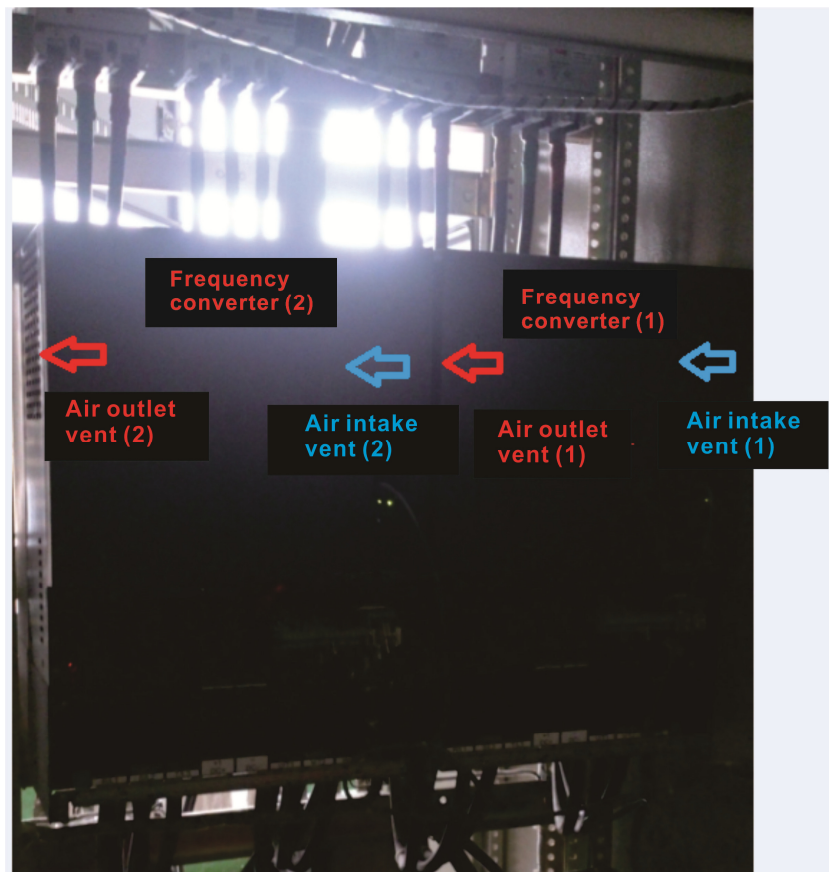 Frequency
converter (2)
Frequency
converter (1)
Air outlet
vent (2)
Air intake
vent (2)
Air outlet
vent (1)
Air intake
vent (1)